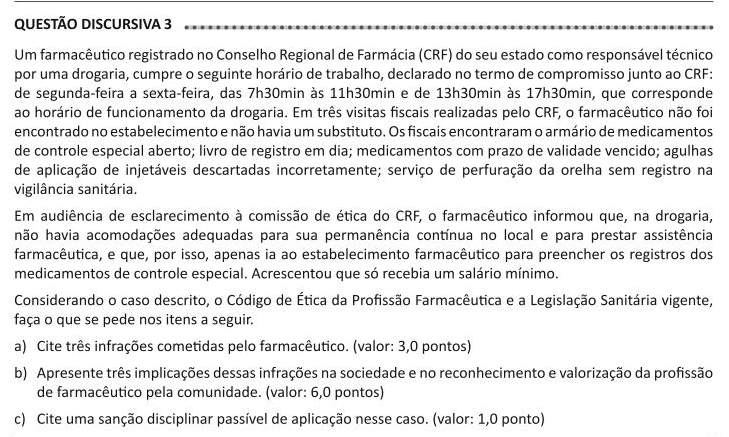 QUESTÃO DISCURSIVA 3
Um farmacêutico registrado no Conselho Regional de Farmácia (CRF) do seu estado como responsável técnico
por uma drogaria, cumpre o seguinte horário de trabalho, declarado no termo de compromisso junto ao CRF:
de segunda-feira a sexta-feira, das 7h30min às 11h30min e de 13h30min às 17h30min, que corresponde
ao horário de funcionamento da drogaria. Em três visitas fiscais realizadas pelo CRF, o farmacêutico não foi
encontrado no estabelecimento e não havia um substituto. Os fiscais encontraram o armário de medicamentos
de controle especial aberto; livro de registro em dia; medicamentos com prazo de validade vencido; agulhas
de aplicação de injetáveis descartadas incorretamente; serviço de perfuração da orelha sem registro na
vigilância sanitária.
Em audiência de esclarecimento à comissão de ética do CRF, o farmacêutico informou que, na drogaria,
não havia acomodações adequadas para sua permanência contínua no local e para prestar assistência
farmacêutica, e que, por isso, apenas ia ao estabelecimento farmacêutico para preencher os registros dos
medicamentos de controle especial. Acrescentou que só recebia um salário mínimo.
Considerando o caso descrito, o Código de Ética da Profissão Farmacêutica e a Legislação Sanitária vigente,
faça o que se pede nos itens a seguir.
a) Cite três infrações cometidas pelo farmacêutico. (valor: 3,0 pontos)
b) Apresente três implicações dessas infrações na sociedade e no reconhecimento e valorização da profissão
de farmacêutico pela comunidade. (valor: 6,0 pontos)
c) Cite uma sanção disciplinar passível de aplicação nesse caso. (valor: 1,0 ponto)